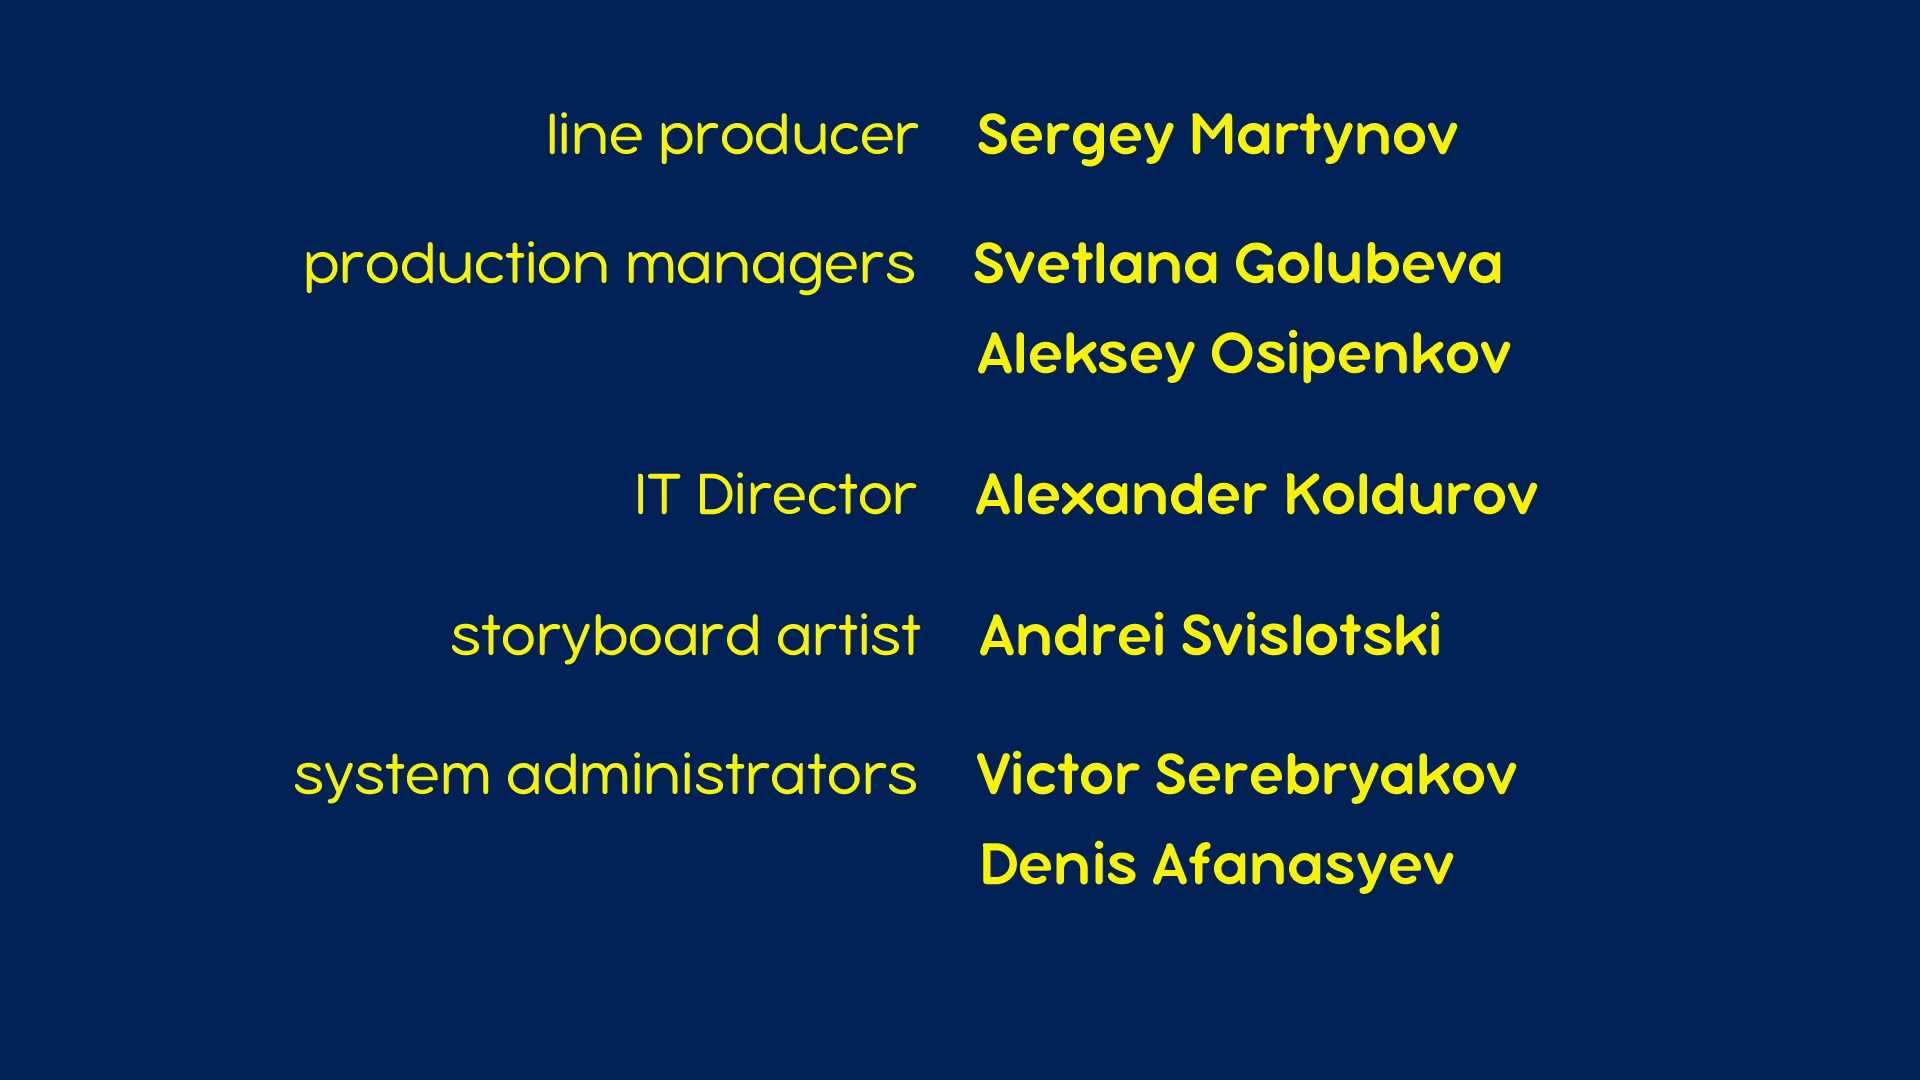 line producer Sergey Martynov
production managers Svetlana Golubeva
Aleksey Osipenkov
IT Director Alexander Koldurov
storyboard artist Andrei Svislotski
system administrators Victor Serebryakov
Denis Afanasyev